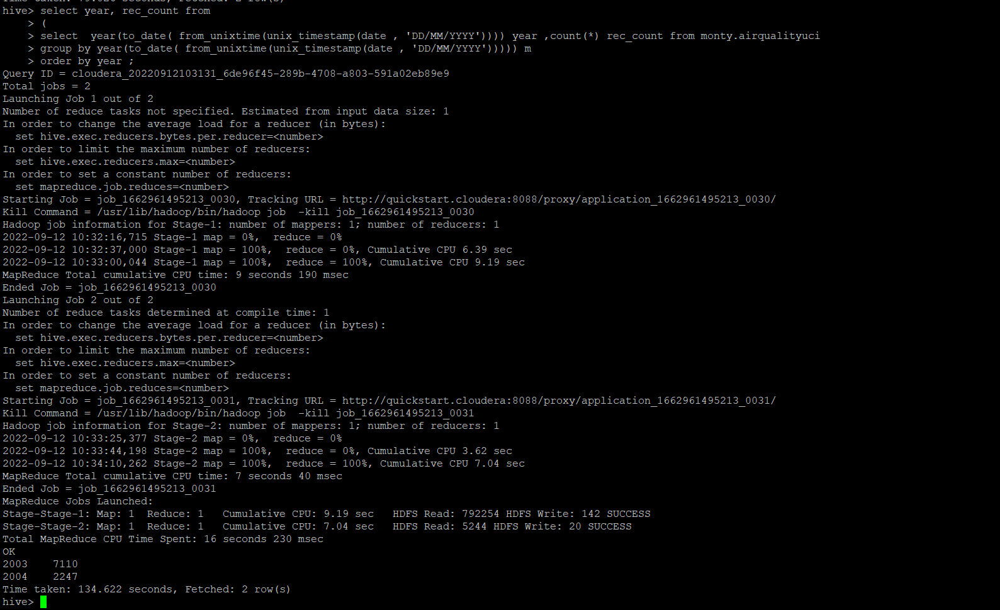 Time taken: 49.620 seconds, Fetched: 2 row(s)
hive> select year, rec_count from
    > (
    > select  year(to_date( from_unixtime(unix_timestamp(date , 'DD/MM/YYYY')))) year ,count(*) rec_count from monty.airqualityuci
    > group by year(to_date( from_unixtime(unix_timestamp(date , 'DD/MM/YYYY'))))) m
    > order by year ;
Query ID = cloudera_20220912103131_6de96f45-289b-4708-a803-591a02eb89e9
Total jobs = 2
Launching Job 1 out of 2
Number of reduce tasks not specified. Estimated from input data size: 1
In order to change the average load for a reducer (in bytes):
  set hive.exec.reducers.bytes.per.reducer=<number>
In order to limit the maximum number of reducers:
  set hive.exec.reducers.max=<number>
In order to set a constant number of reducers:
  set mapreduce.job.reduces=<number>
Starting Job = job_1662961495213_0030, Tracking URL = http://quickstart.cloudera:8088/proxy/application_1662961495213_0030/
Kill Command = /usr/lib/hadoop/bin/hadoop job  -kill job_1662961495213_0030
Hadoop job information for Stage-1: number of mappers: 1; number of reducers: 1
2022-09-12 10:32:16,715 Stage-1 map = 0%,  reduce = 0%
2022-09-12 10:32:37,000 Stage-1 map = 100%,  reduce = 0%, Cumulative CPU 6.39 sec
2022-09-12 10:33:00,044 Stage-1 map = 100%,  reduce = 100%, Cumulative CPU 9.19 sec
MapReduce Total cumulative CPU time: 9 seconds 190 msec
Ended Job = job_1662961495213_0030
Launching Job 2 out of 2
Number of reduce tasks determined at compile time: 1
In order to change the average load for a reducer (in bytes):
  set hive.exec.reducers.bytes.per.reducer=<number>
In order to limit the maximum number of reducers:
  set hive.exec.reducers.max=<number>
In order to set a constant number of reducers:
  set mapreduce.job.reduces=<number>
Starting Job = job_1662961495213_0031, Tracking URL = http://quickstart.cloudera:8088/proxy/application_1662961495213_0031/
Kill Command = /usr/lib/hadoop/bin/hadoop job  -kill job_1662961495213_0031
Hadoop job information for Stage-2: number of mappers: 1; number of reducers: 1
2022-09-12 10:33:25,377 Stage-2 map = 0%,  reduce = 0%
2022-09-12 10:33:44,198 Stage-2 map = 100%,  reduce = 0%, Cumulative CPU 3.62 sec
2022-09-12 10:34:10,262 Stage-2 map = 100%,  reduce = 100%, Cumulative CPU 7.04 sec
MapReduce Total cumulative CPU time: 7 seconds 40 msec
Ended Job = job_1662961495213_0031
MapReduce Jobs Launched:
Stage-Stage-1: Map: 1  Reduce: 1   Cumulative CPU: 9.19 sec   HDFS Read: 792254 HDFS Write: 142 SUCCESS
Stage-Stage-2: Map: 1  Reduce: 1   Cumulative CPU: 7.04 sec   HDFS Read: 5244 HDFS Write: 20 SUCCESS
Total MapReduce CPU Time Spent: 16 seconds 230 msec
OK
2003    7110
2004    2247
Time taken: 134.622 seconds, Fetched: 2 row(s)
hive>